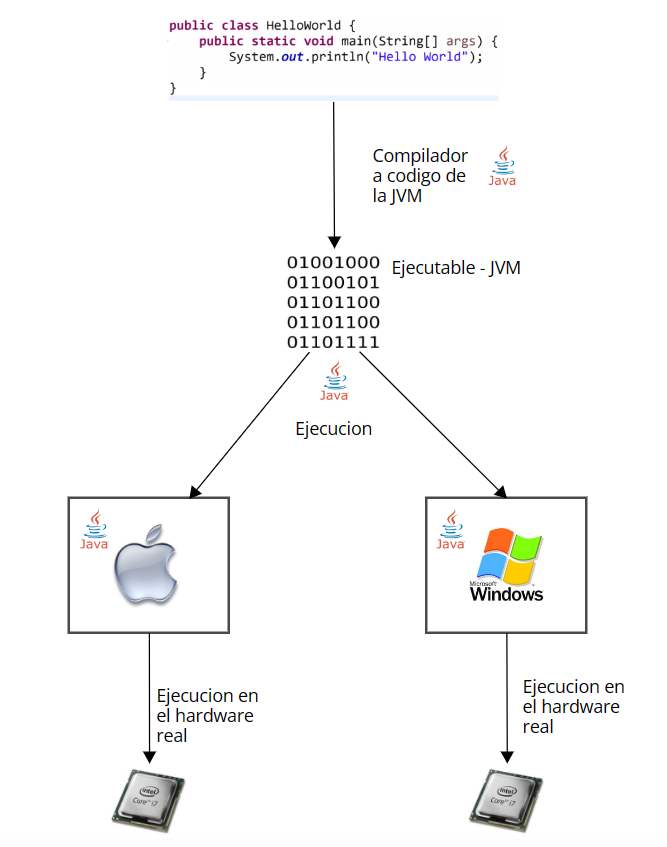 public class HelloWorld {
public static void main(String[] args) {
System.out.println("Hello World");
}
}
Compilador
a codigo de
la JVM
Java
01001000
01100101
01101100
01101100
01101111
Ejecutable - JVM
Java
Ejecucion
Java
Java
Microsoft
Windows
Ejecucion en
el hardware
real
Ejecucion en
el hardware
real
intel
Core™ i7
intel
Core™ i7